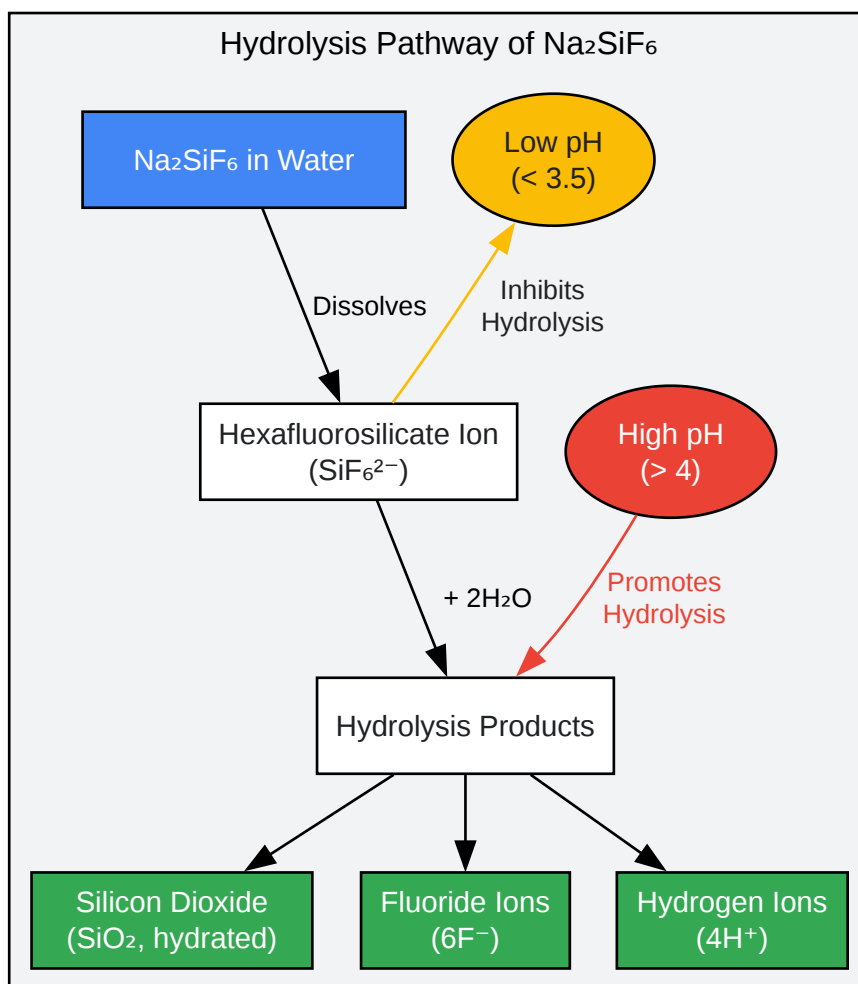 Hydrolysis Pathway of Na₂SiF₆
Na₂SiF₆ in Water
Low pH
(< 3.5)
Dissolves
Inhibits
Hydrolysis
Hexafluorosilicate Ion
(SiF₆²⁻)
High pH
(> 4)
+ 2H₂O
Promotes
Hydrolysis
Hydrolysis Products
Silicon Dioxide
(SiO₂, hydrated)
Fluoride Ions
(6F⁻)
Hydrogen Ions
(4H⁺)